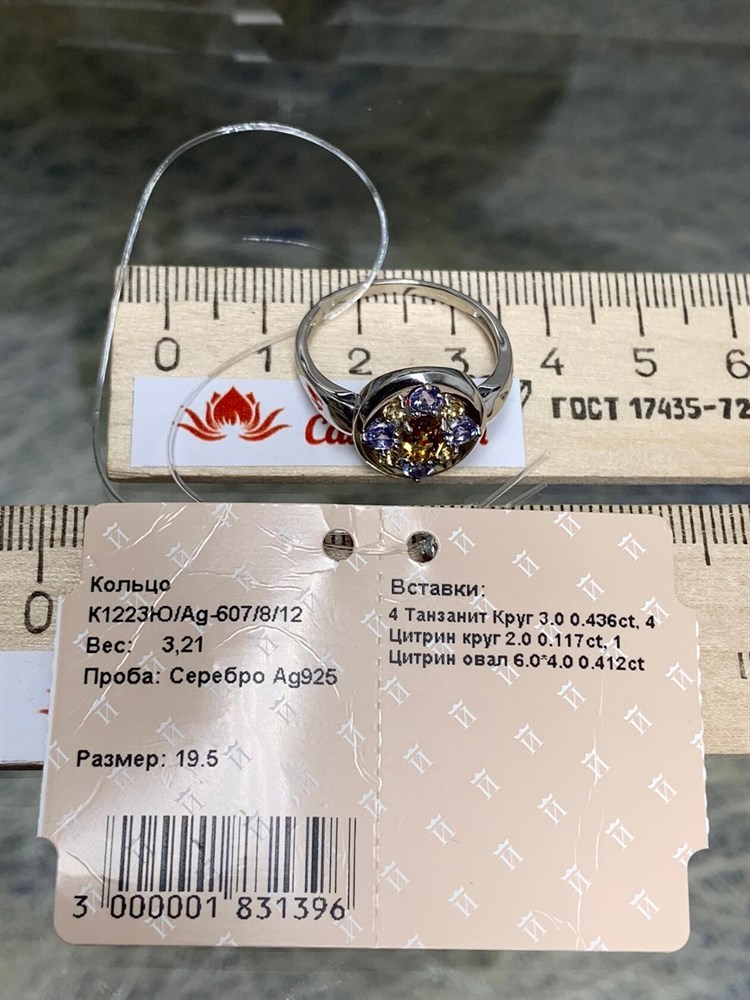 0 1 2 3 4 5 6
ГОСТ 17435-72
0
Кольцо
К1223Ю/Ag-607/8/12
Вес: 3,21
Проба: Серебро Ag925
Размер: 19.5
3 000001 831396
Вставки:
4 Танзанит Круг 3.0 0.436ct, 4
Цитрин круг 2.0 0.117ct, 1
Цитрин овал 6.0*4.0 0.412ct